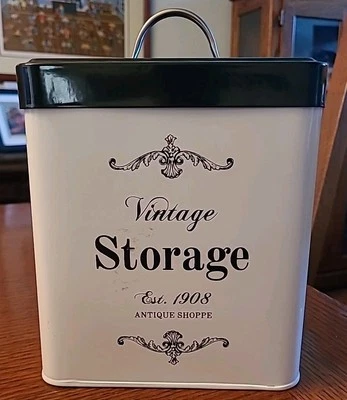 Vintage
Storage
Est. 1908
ANTIQUE SHOPPE